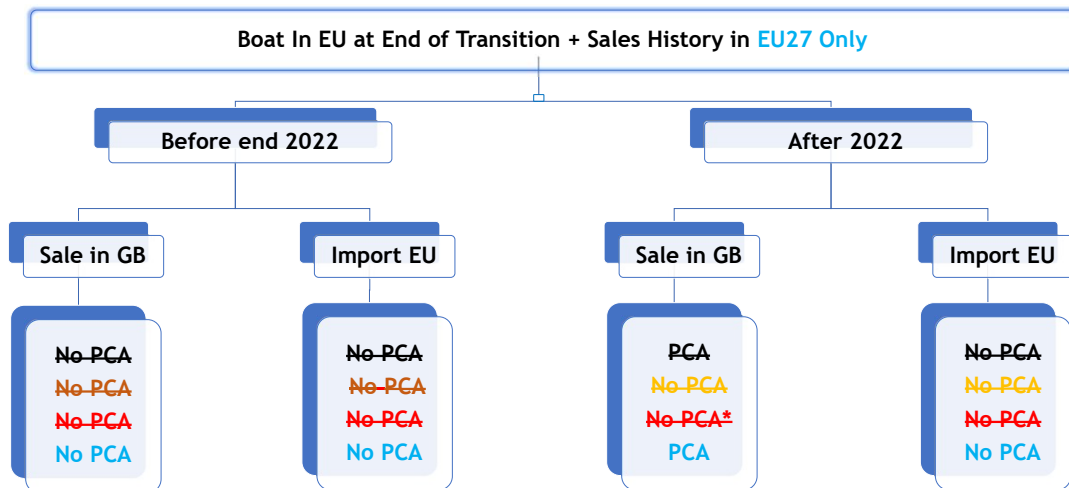 Boat In EU at End of Transition + Sales History in EU27 Only
Before end 2022
After 2022
Sale in GB
Import EU
Sale in GB
Import EU
No PCA
No PCA
No PCA
No PCA
No PCA
No PCA
No PCA
No PCA
PCA
No PCA
No PCA*
PCA
No PCA
No PCA
No PCA
No PCA